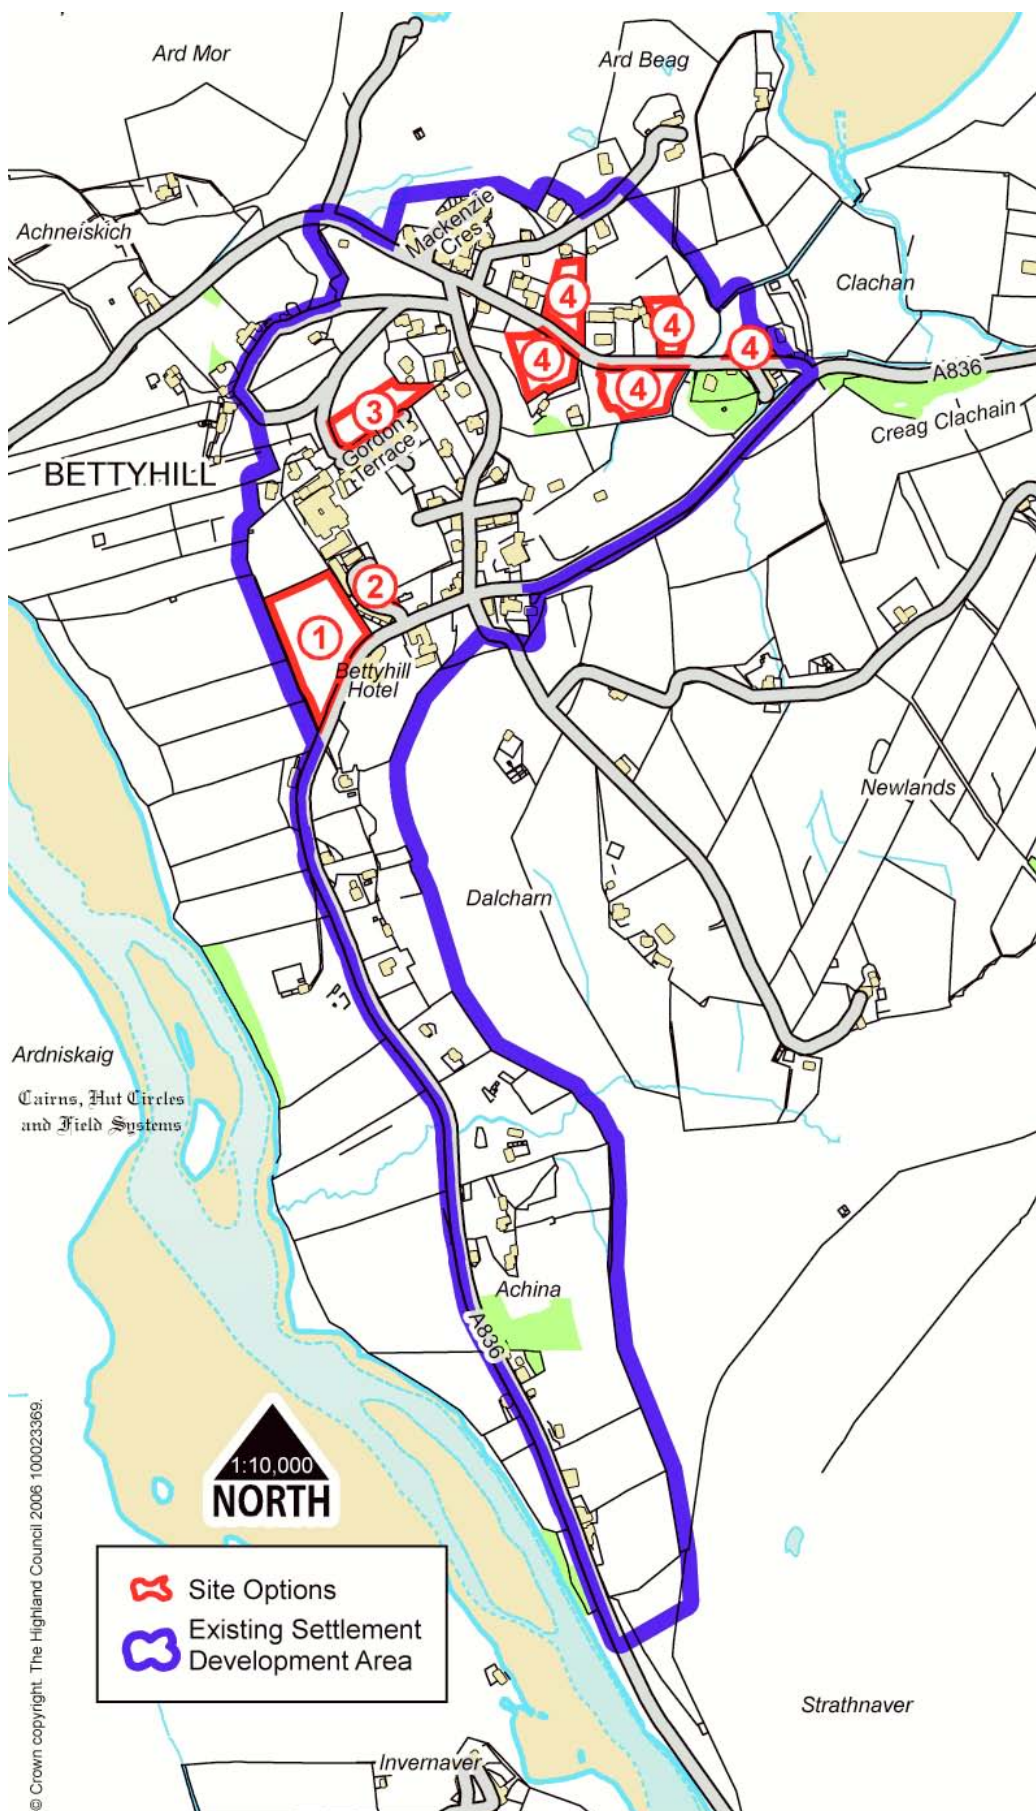 Ard Mor
Ard Beag
Achneiskich
Mackenzie
Cres
Clachan
4
4
4
4
4
A836
3
Creag Clachain
Gordon
Terrace
BETTYHILL
2
1
Bettyhill
Hotel
Newlands
Dalcharn
Ardniskaig
Cairns, Hut Circles
and Field Systems
Achina
A836
1:10,000
NORTH
Site Options
Existing Settlement
Development Area
Strathnaver
Invernaver
© Crown copyright. The Highland Council 2006 100023369.